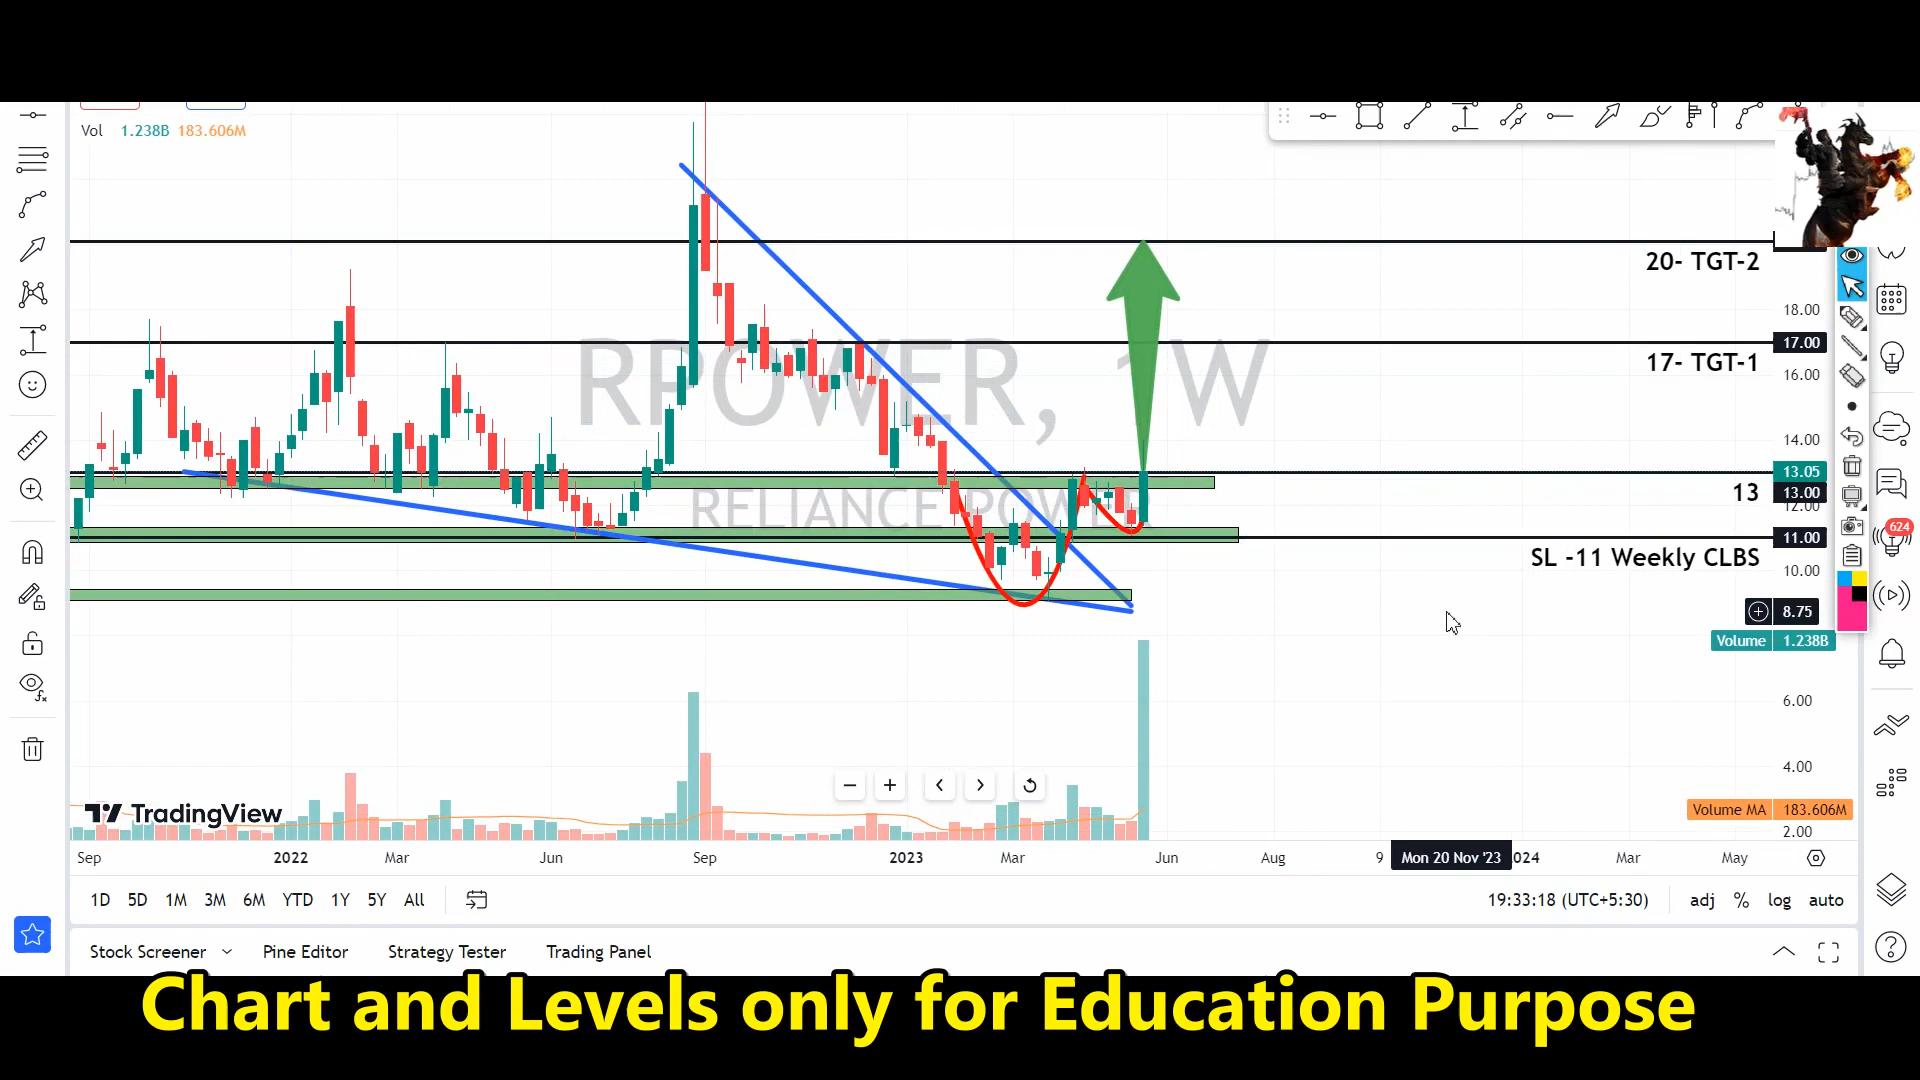 Vol 1.238B 183.606M
RPOWER, 1W
RELIANCE POWER
20- TGT-2
18.00
17.00
17- TGT-1
16.00
14.00
13.05
13
13.00
12.00
11.00
SL -11 Weekly CLBS
10.00
8.75
Volume 1.238B
6.00
4.00
Volume MA 183.606M
2.00
624
TradingView
Sep 2022 Mar Jun Sep 2023 Mar Jun Aug 9 Mon 20 Nov '23 2024 Mar May
1D 5D 1M 3M 6M YTD 1Y 5Y All
19:33:18 (UTC+5:30) adj % log auto
Stock Screener Pine Editor Strategy Tester Trading Panel
Chart and Levels only for Education Purpose